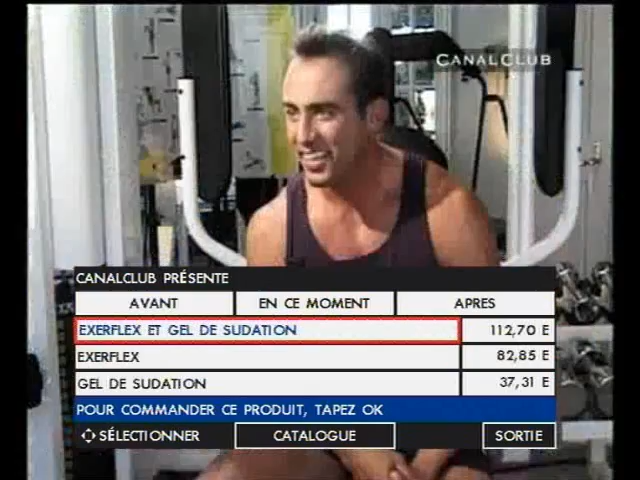 CANALCLUB
CANALCLUB PRÉSENTE
AVANT EN CE MOMENT APRES
EXERFLEX ET GEL DE SUDATION 112,70 E
EXERFLEX 82,85 E
GEL DE SUDATION 37,31 E
POUR COMMANDER CE PRODUIT, TAPEZ OK
SÉLECTIONNER CATALOGUE SORTIE